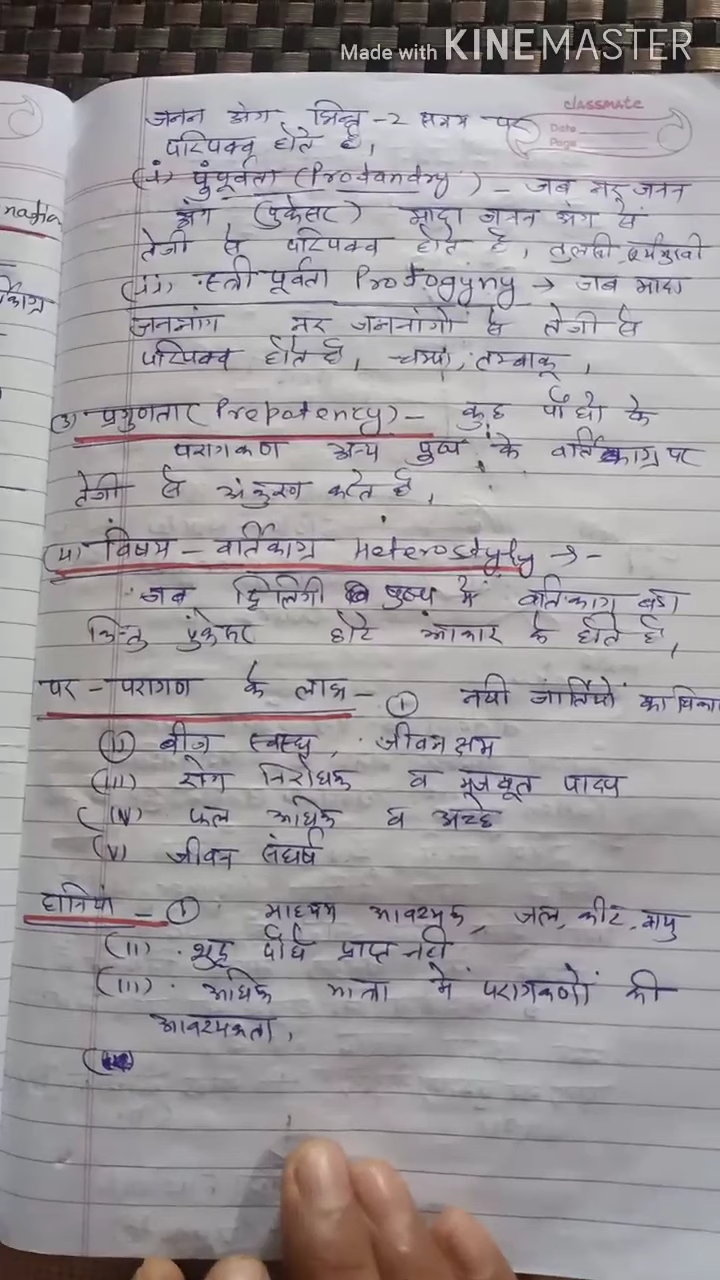 Made with KINEMASTER
classmate
Date
Page
जनन अंग भिन्न-2 समय पर
परिपक्व होते है,
(i) पुंपूर्वता (Protandry) - जब नर जनन
अंग (पुंकेसर) मादा जनन अंग से
तेजी से परिपक्व होते है, तुलसी, सूर्यमुखी
(ii) स्त्रीपूर्वता Protogyny → जब मादा
जननांग नर जननांगों से तेजी से
परिपक्व होते है, चम्पा, तम्बाकू,
(3) प्रगुणता (Prepotency) - कुछ पौधो के
परागकण अन्य पुष्प के वर्तिकाग्र पर
तेजी से अंकुरण करते है,
(4) विषम - वर्तिकाग्र Heterostyly → -
जब द्विलिंगी पुष्प में वर्तिकाग्र बडा
किन्तु पुंकेसर छोटे आकार के होते है,
पर - परागण के लाभ - (i) नयी जातियों का विका
(ii) बीज स्वस्थ, जीवनक्षम
(iii) रोग निरोधक व मजबूत पादप
(iv) फल अधिक व अच्छे
(v) जीवन संघर्ष
हानियां - (i) माध्यम आवश्यक, जल, कीट, वायु
(ii) शुद्ध पौधे प्राप्त नही
(iii) अधिक मात्रा में परागकणों की
आवश्यकता,